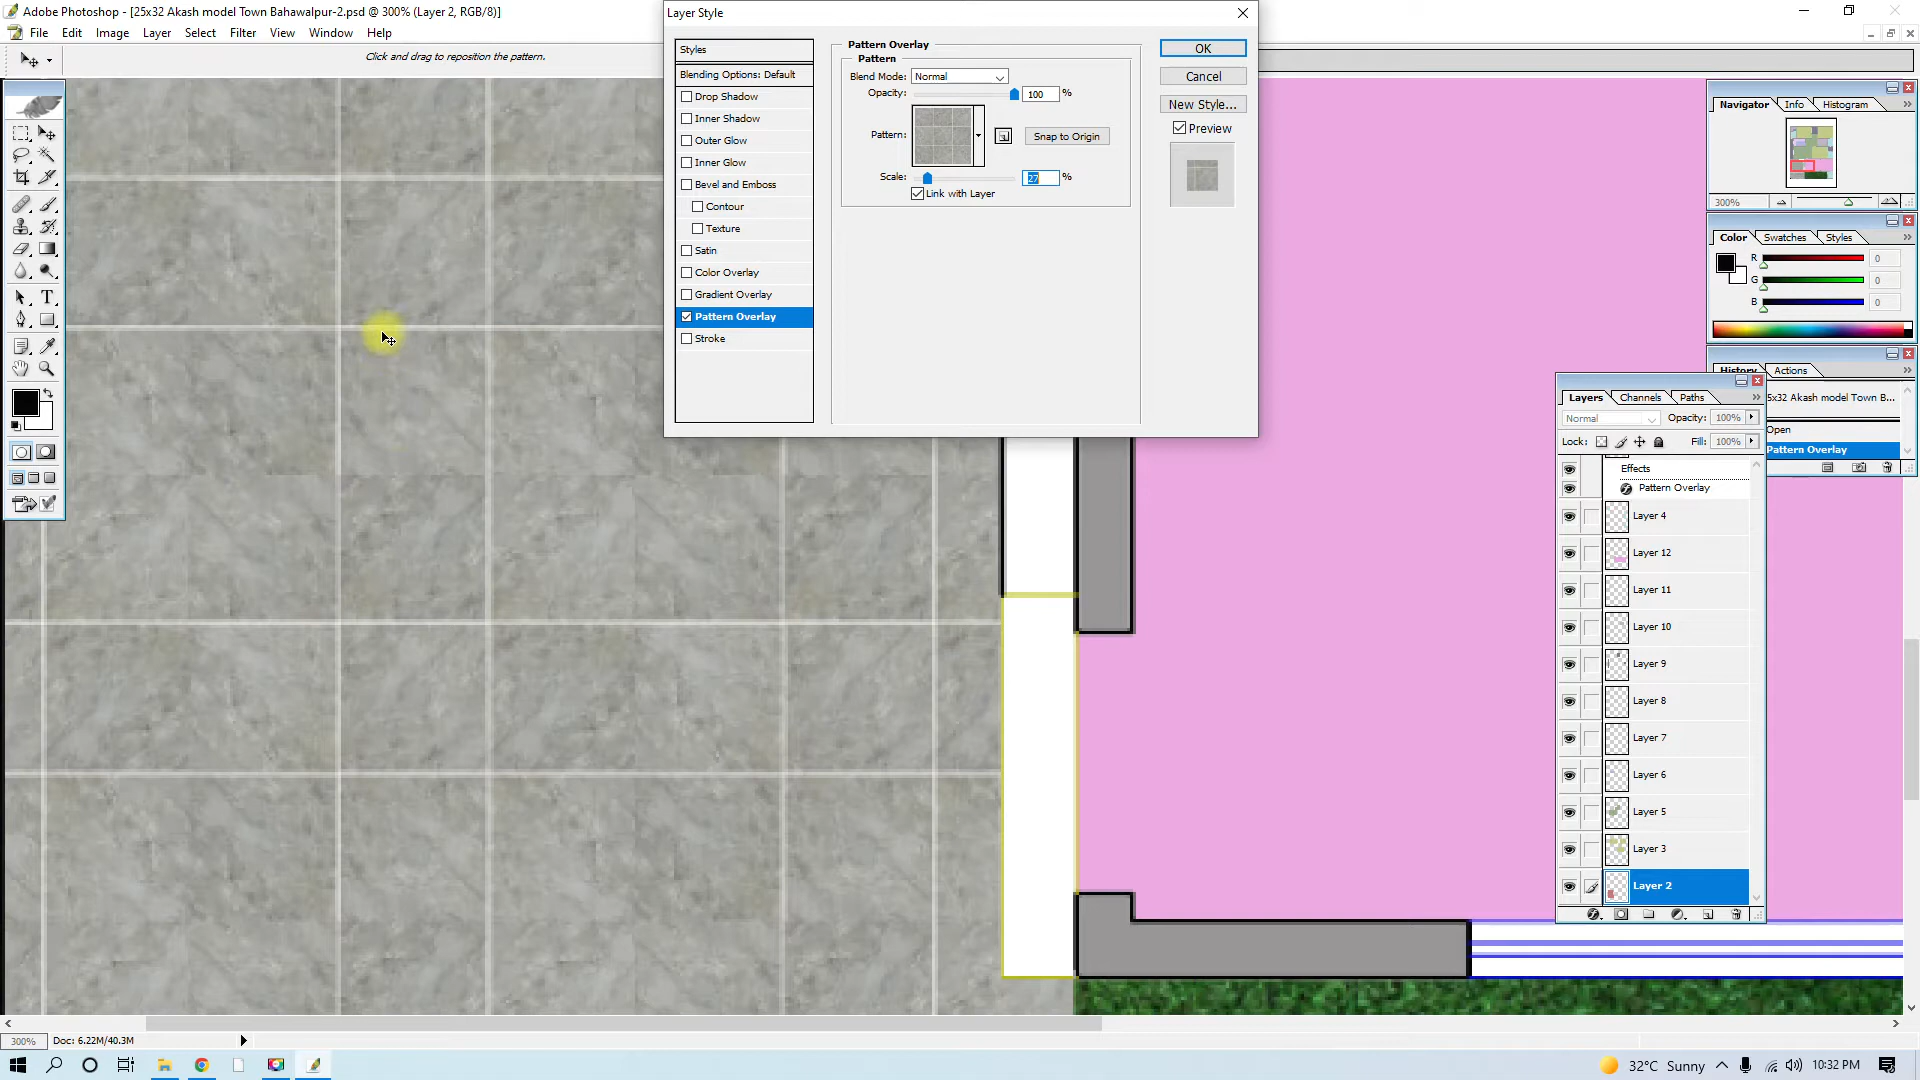 Adobe Photoshop - [25x32 Akash model Town Bahawalpur-2.psd @ 300% (Layer 2, RGB/8)]
File Edit Image Layer Select Filter View Window Help
Click and drag to reposition the pattern.
Layer Style
Styles
Blending Options: Default
Drop Shadow
Inner Shadow
Outer Glow
Inner Glow
Bevel and Emboss
Contour
Texture
Satin
Color Overlay
Gradient Overlay
Pattern Overlay
Stroke
Pattern Overlay
Pattern
Blend Mode: Normal
Opacity: 100 %
Pattern: Snap to Origin
Scale: 27 %
Link with Layer
OK
Cancel
New Style...
Preview
Navigator Info Histogram
300%
Color Swatches Styles
R 0
G 0
B 0
History Actions
5x32 Akash model Town B...
Open
Pattern Overlay
Layers Channels Paths
Normal Opacity: 100%
Lock: Fill: 100%
Effects
Pattern Overlay
Layer 4
Layer 12
Layer 11
Layer 10
Layer 9
Layer 8
Layer 7
Layer 6
Layer 5
Layer 3
Layer 2
300% Doc: 6.22M/40.3M
32°C Sunny 10:32 PM